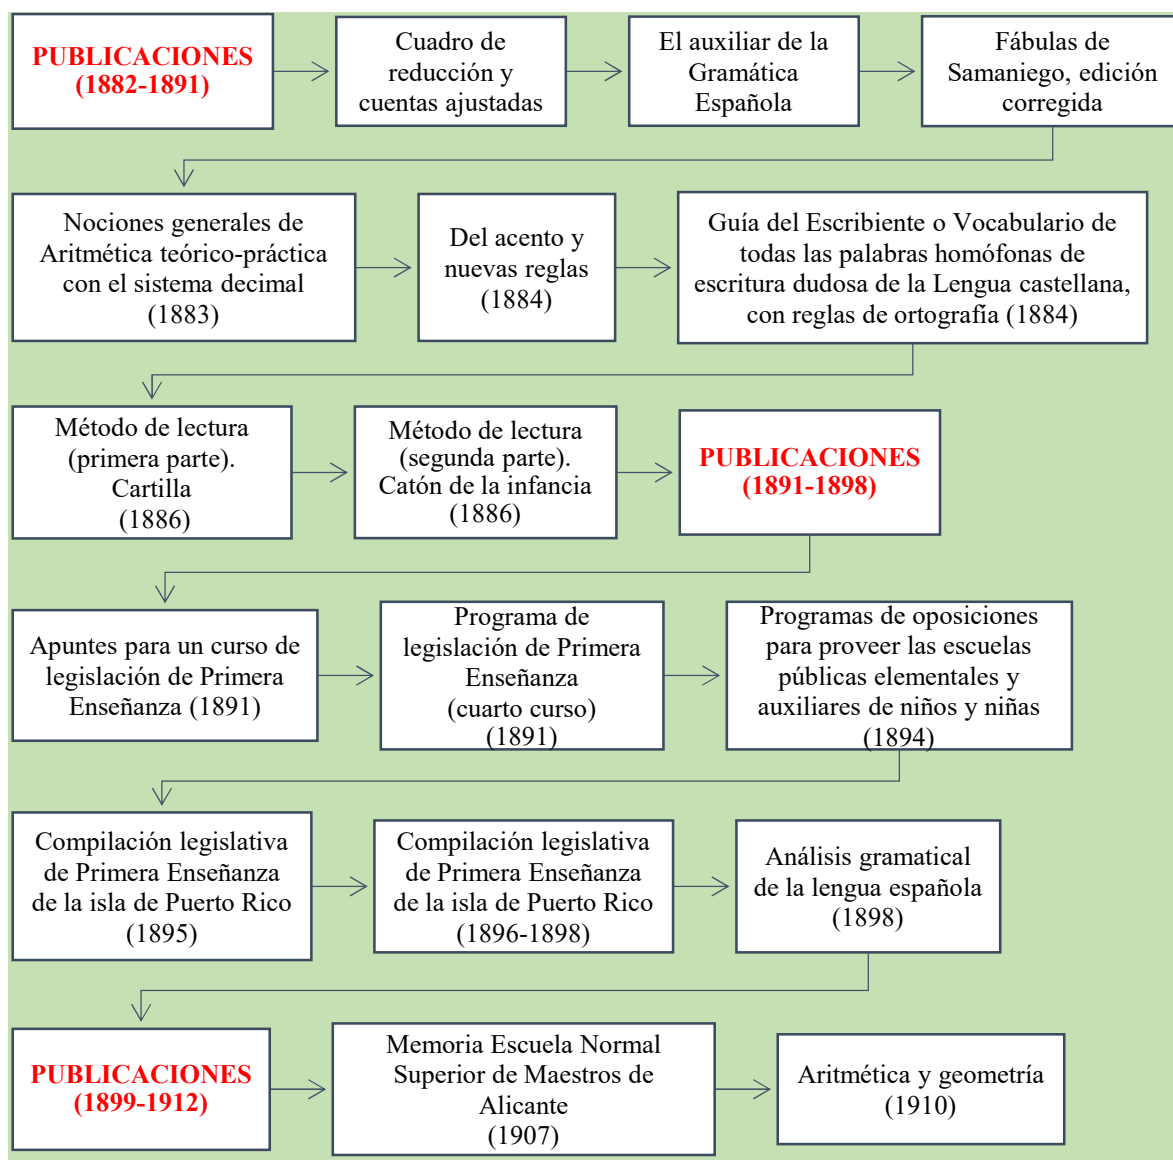 PUBLICACIONES
(1882-1891)
Cuadro de
reducción y
cuentas ajustadas
El auxiliar de la
Gramática
Española
Fábulas de
Samaniego, edición
corregida
Nociones generales de
Aritmética teórico-práctica
con el sistema decimal
(1883)
Del acento y
nuevas reglas
(1884)
Guía del Escribiente o Vocabulario de
todas las palabras homófonas de
escritura dudosa de la Lengua castellana,
con reglas de ortografía (1884)
Método de lectura
(primera parte).
Cartilla
(1886)
Método de lectura
(segunda parte).
Catón de la infancia
(1886)
PUBLICACIONES
(1891-1898)
Apuntes para un curso de
legislación de Primera
Enseñanza (1891)
Programa de
legislación de Primera
Enseñanza
(cuarto curso)
(1891)
Programas de oposiciones
para proveer las escuelas
públicas elementales y
auxiliares de niños y niñas
(1894)
Compilación legislativa
de Primera Enseñanza
de la isla de Puerto Rico
(1895)
Compilación legislativa
de Primera Enseñanza
de la isla de Puerto Rico
(1896-1898)
Análisis gramatical
de la lengua española
(1898)
PUBLICACIONES
(1899-1912)
Memoria Escuela Normal
Superior de Maestros de
Alicante
(1907)
Aritmética y geometría
(1910)